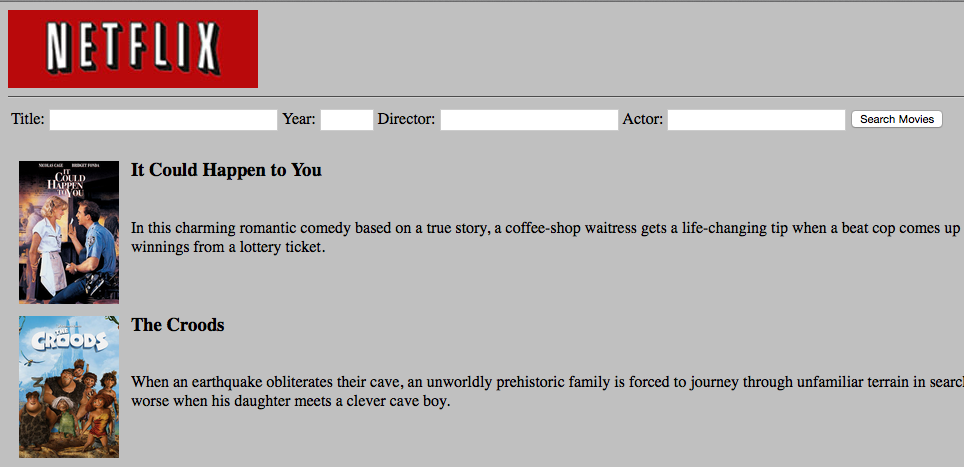 NETFLIX
Title: Year: Director: Actor: Search Movies
NICOLAS CAGE BRIDGET FONDA
IT
COULD
HAPPEN
TO YOU
It Could Happen to You
In this charming romantic comedy based on a true story, a coffee-shop waitress gets a life-changing tip when a beat cop comes up
winnings from a lottery ticket.
THE
CROODS
The Croods
When an earthquake obliterates their cave, an unworldly prehistoric family is forced to journey through unfamiliar terrain in searc
worse when his daughter meets a clever cave boy.